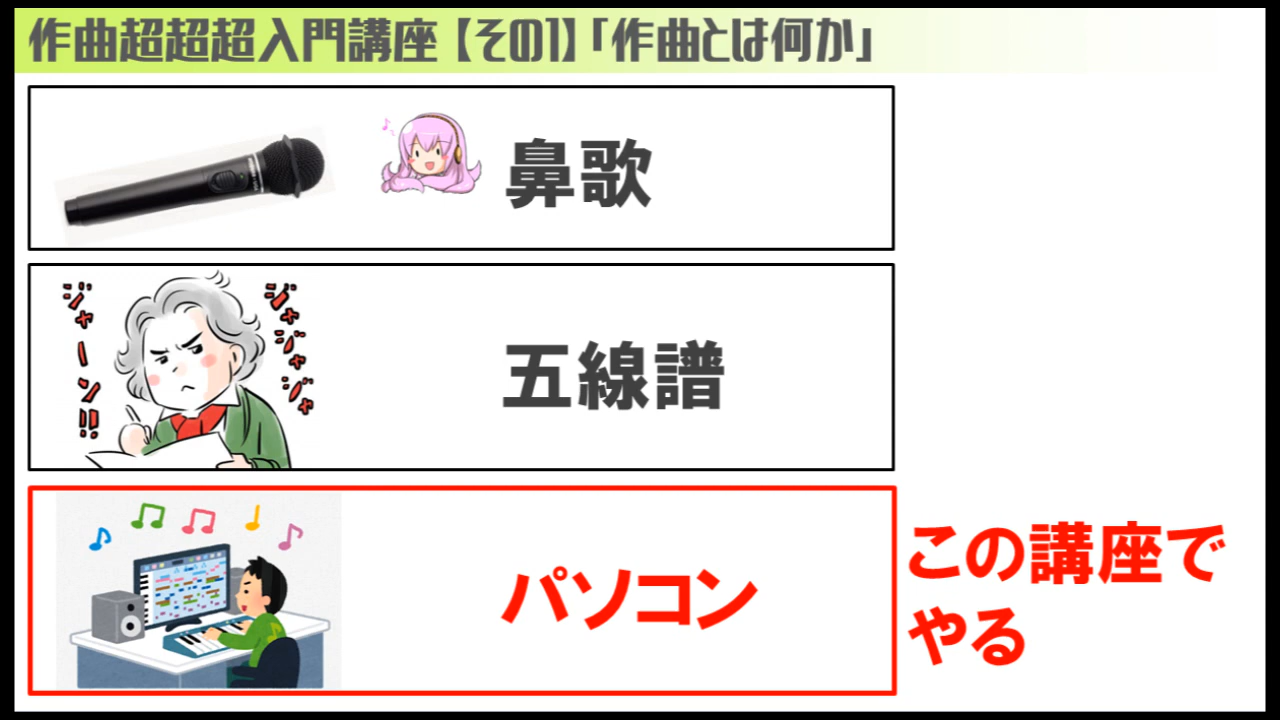 作曲超超超入門講座【その1】「作曲とは何か」
鼻歌
ジャーン!!
ジャジャジャ
五線譜
パソコン
この講座で
やる